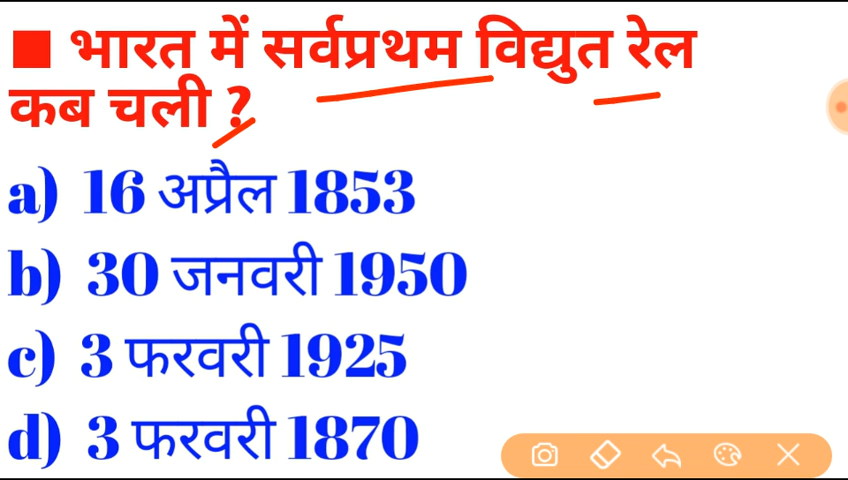 ■ भारत में सर्वप्रथम विद्युत रेल
कब चली ?
a) 16 अप्रैल 1853
b) 30 जनवरी 1950
c) 3 फरवरी 1925
d) 3 फरवरी 1870